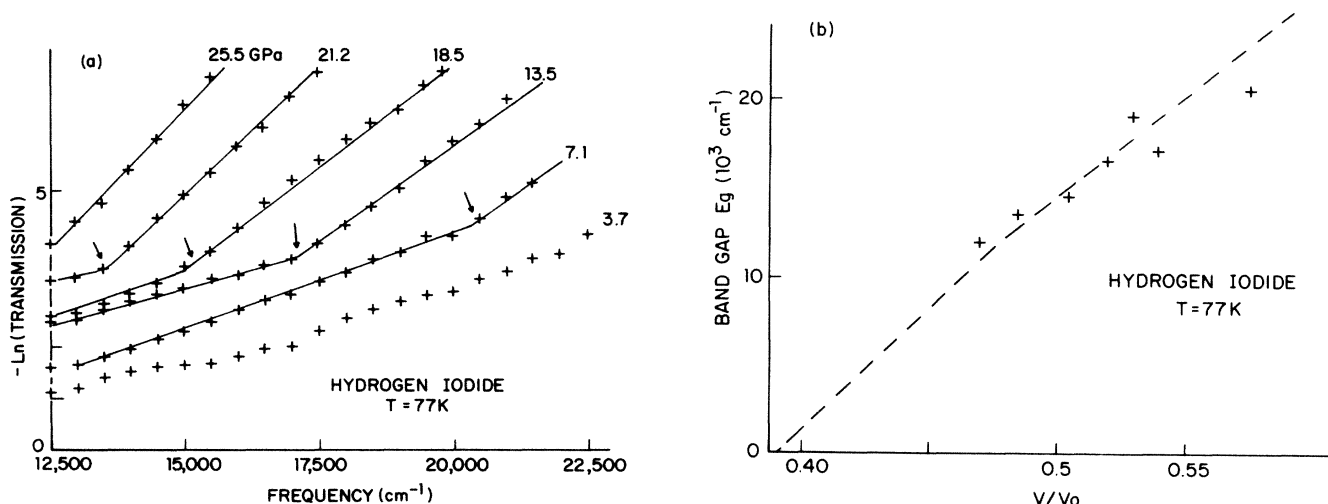 (a)
25.5 GPa
21.2
18.5
13.5
7.1
3.7
5
0
-Ln (TRANSMISSION)
HYDROGEN IODIDE
T = 77K
12,500
15,000
17,500
20,000
22,500
FREQUENCY (cm⁻¹)
(b)
20
10
0
BAND GAP Eg (10³ cm⁻¹)
HYDROGEN IODIDE
T = 77K
0.40
0.5
0.55
V/Vo